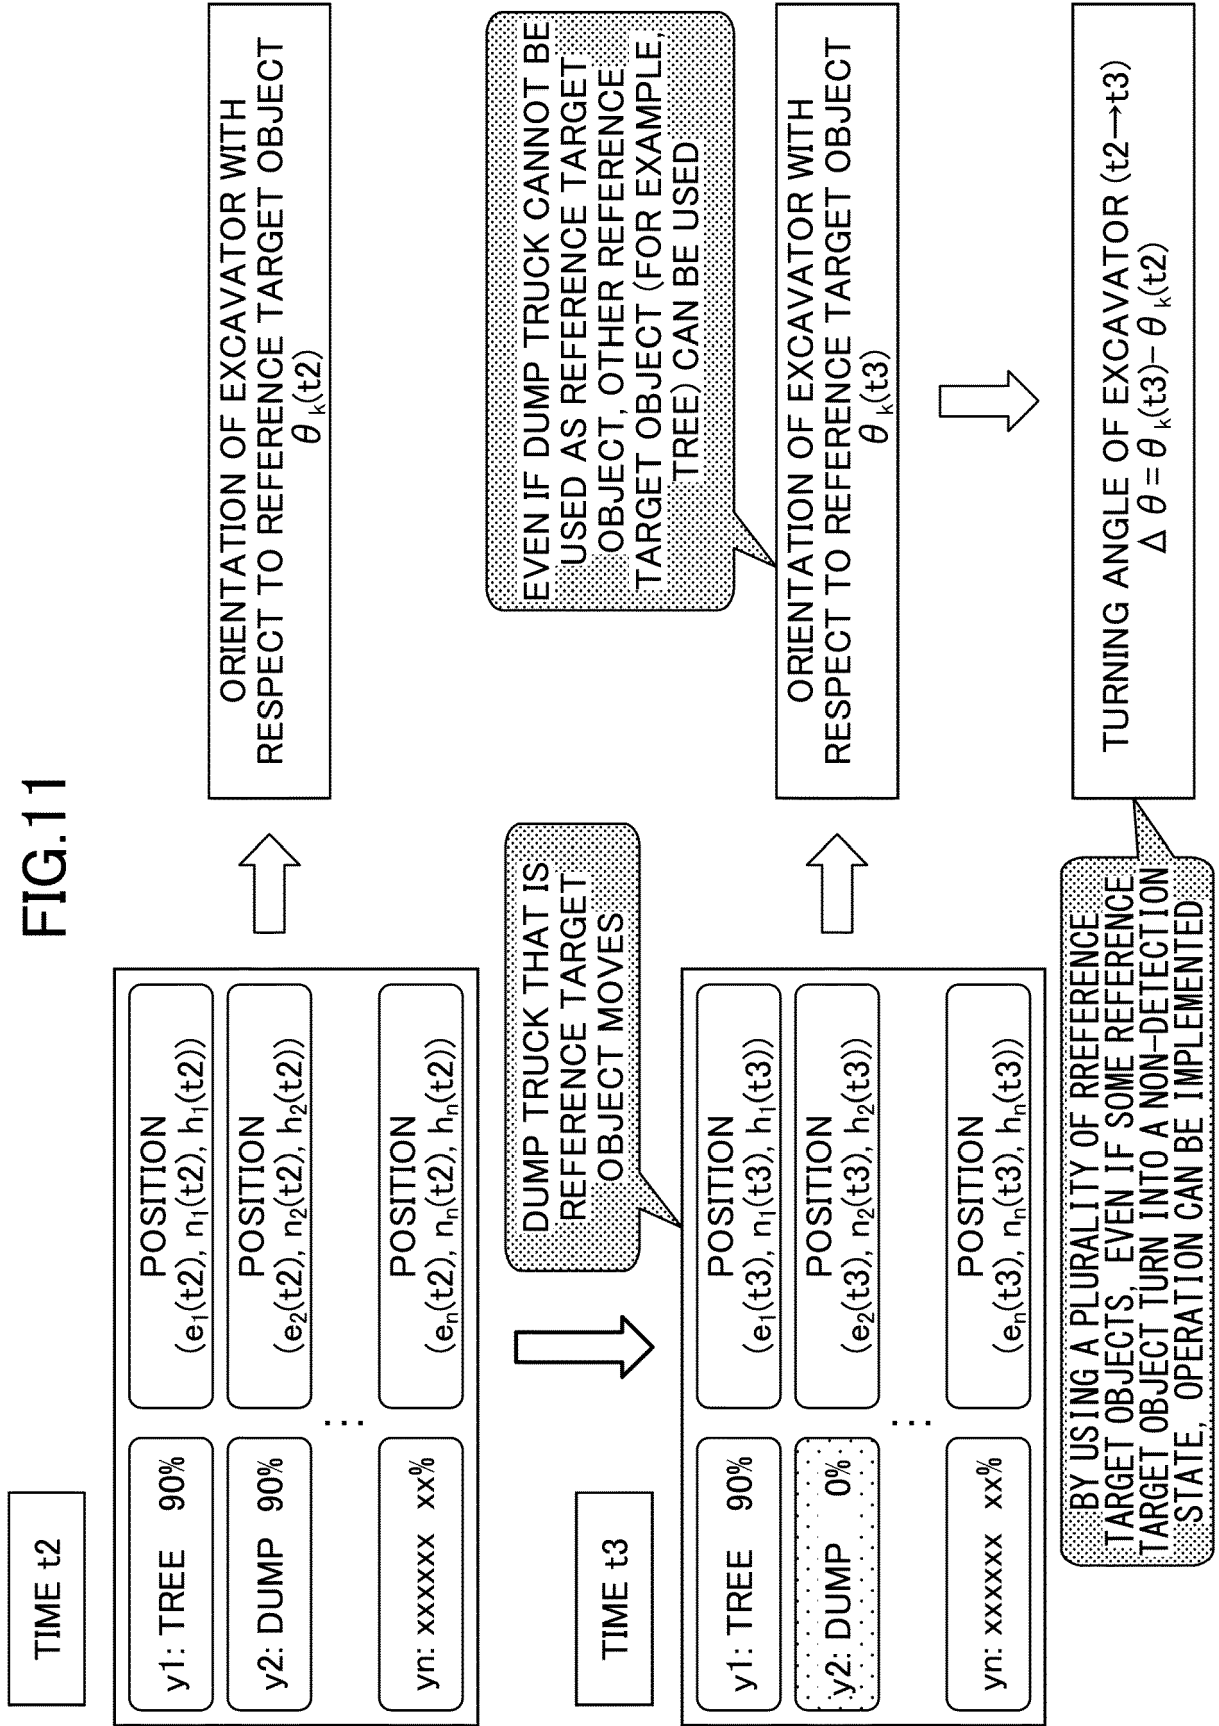 FIG.11
TIME t2
y1: TREE 90%
POSITION
(e1(t2), n1(t2), h1(t2))
y2: DUMP 90%
POSITION
(e2(t2), n2(t2), h2(t2))
...
yn: xxxxxx xx%
POSITION
(en(t2), nn(t2), hn(t2))
ORIENTATION OF EXCAVATOR WITH
RESPECT TO REFERENCE TARGET OBJECT
θk(t2)
DUMP TRUCK THAT IS
REFERENCE TARGET
OBJECT MOVES
EVEN IF DUMP TRUCK CANNOT BE
USED AS REFERENCE TARGET
OBJECT, OTHER REFERENCE
TARGET OBJECT (FOR EXAMPLE,
TREE) CAN BE USED
TIME t3
y1: TREE 90%
POSITION
(e1(t3), n1(t3), h1(t3))
y2: DUMP 0%
POSITION
(e2(t3), n2(t3), h2(t3))
...
yn: xxxxxx xx%
POSITION
(en(t3), nn(t3), hn(t3))
ORIENTATION OF EXCAVATOR WITH
RESPECT TO REFERENCE TARGET OBJECT
θk(t3)
BY USING A PLURALITY OF RREFERENCE
TARGET OBJECTS, EVEN IF SOME REFERENCE
TARGET OBJECT TURN INTO A NON-DETECTION
STATE, OPERATION CAN BE IMPLEMENTED
TURNING ANGLE OF EXCAVATOR (t2→t3)
Δθ=θk(t3)-θk(t2)